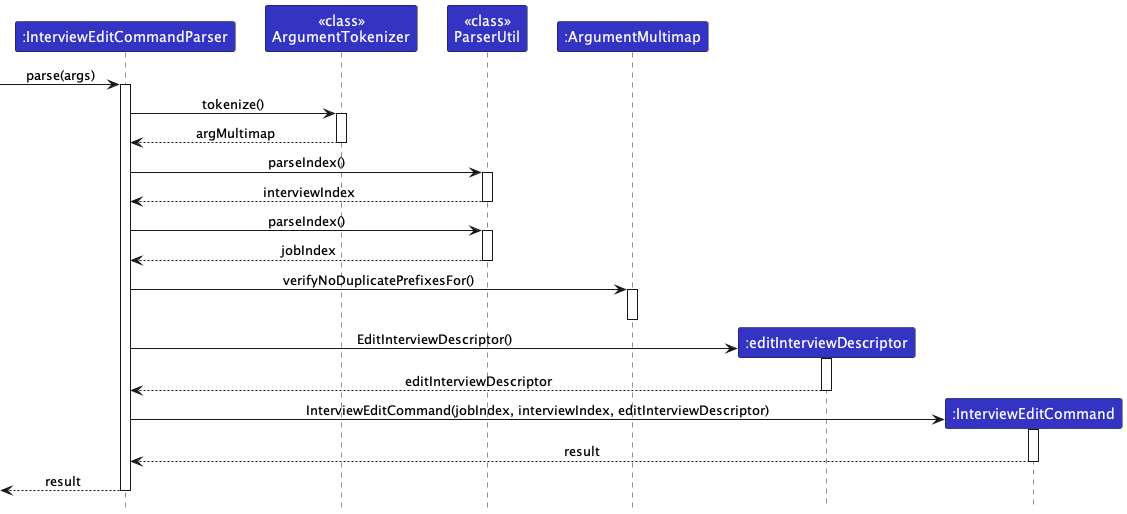 «class»
«class»
:InterviewEditCommandParser
ArgumentTokenizer
ParserUtil
:ArgumentMultimap
parse(args)
tokenize()
argMultimap
parseIndex()
interviewIndex
parseIndex()
jobIndex
verifyNoDuplicatePrefixesFor()
EditInterviewDescriptor()
:editInterviewDescriptor
editInterviewDescriptor
InterviewEditCommand(jobIndex, interviewIndex, editInterviewDescriptor)
:InterviewEditCommand
result
result